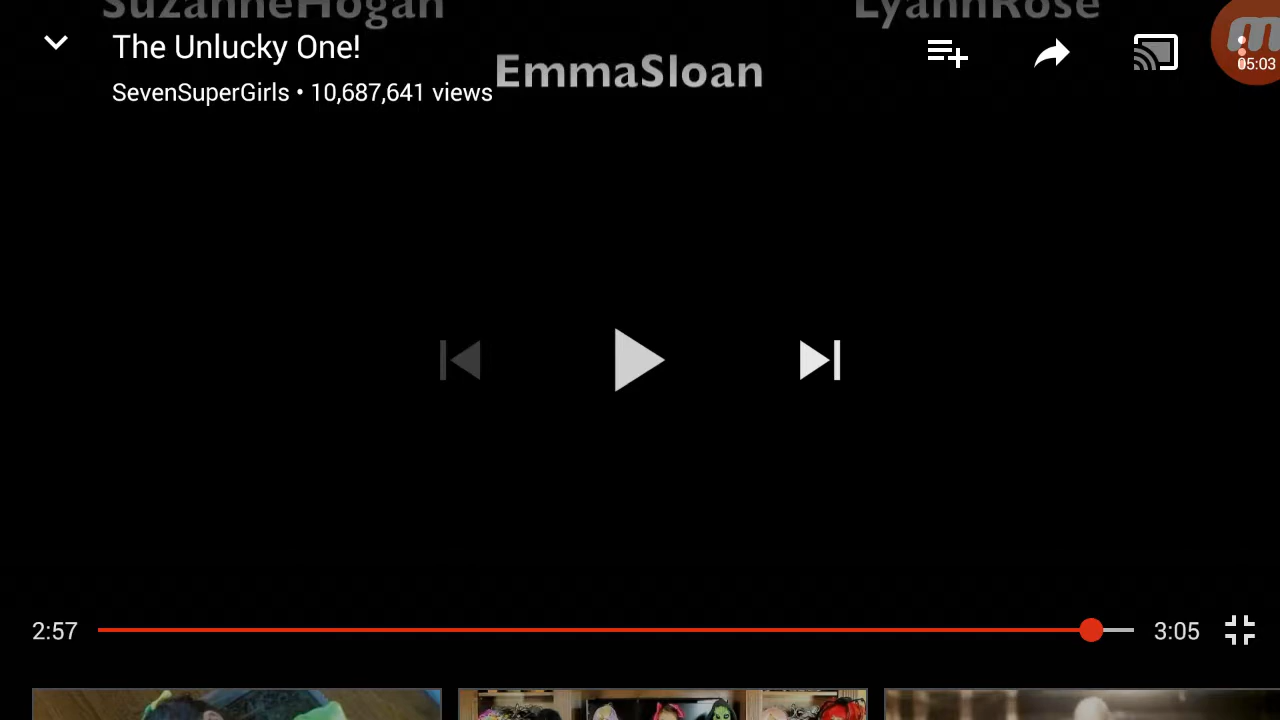 SuzanneHogan
LyannRose
The Unlucky One!
EmmaSloan
SevenSuperGirls • 10,687,641 views
05:03
2:57
3:05